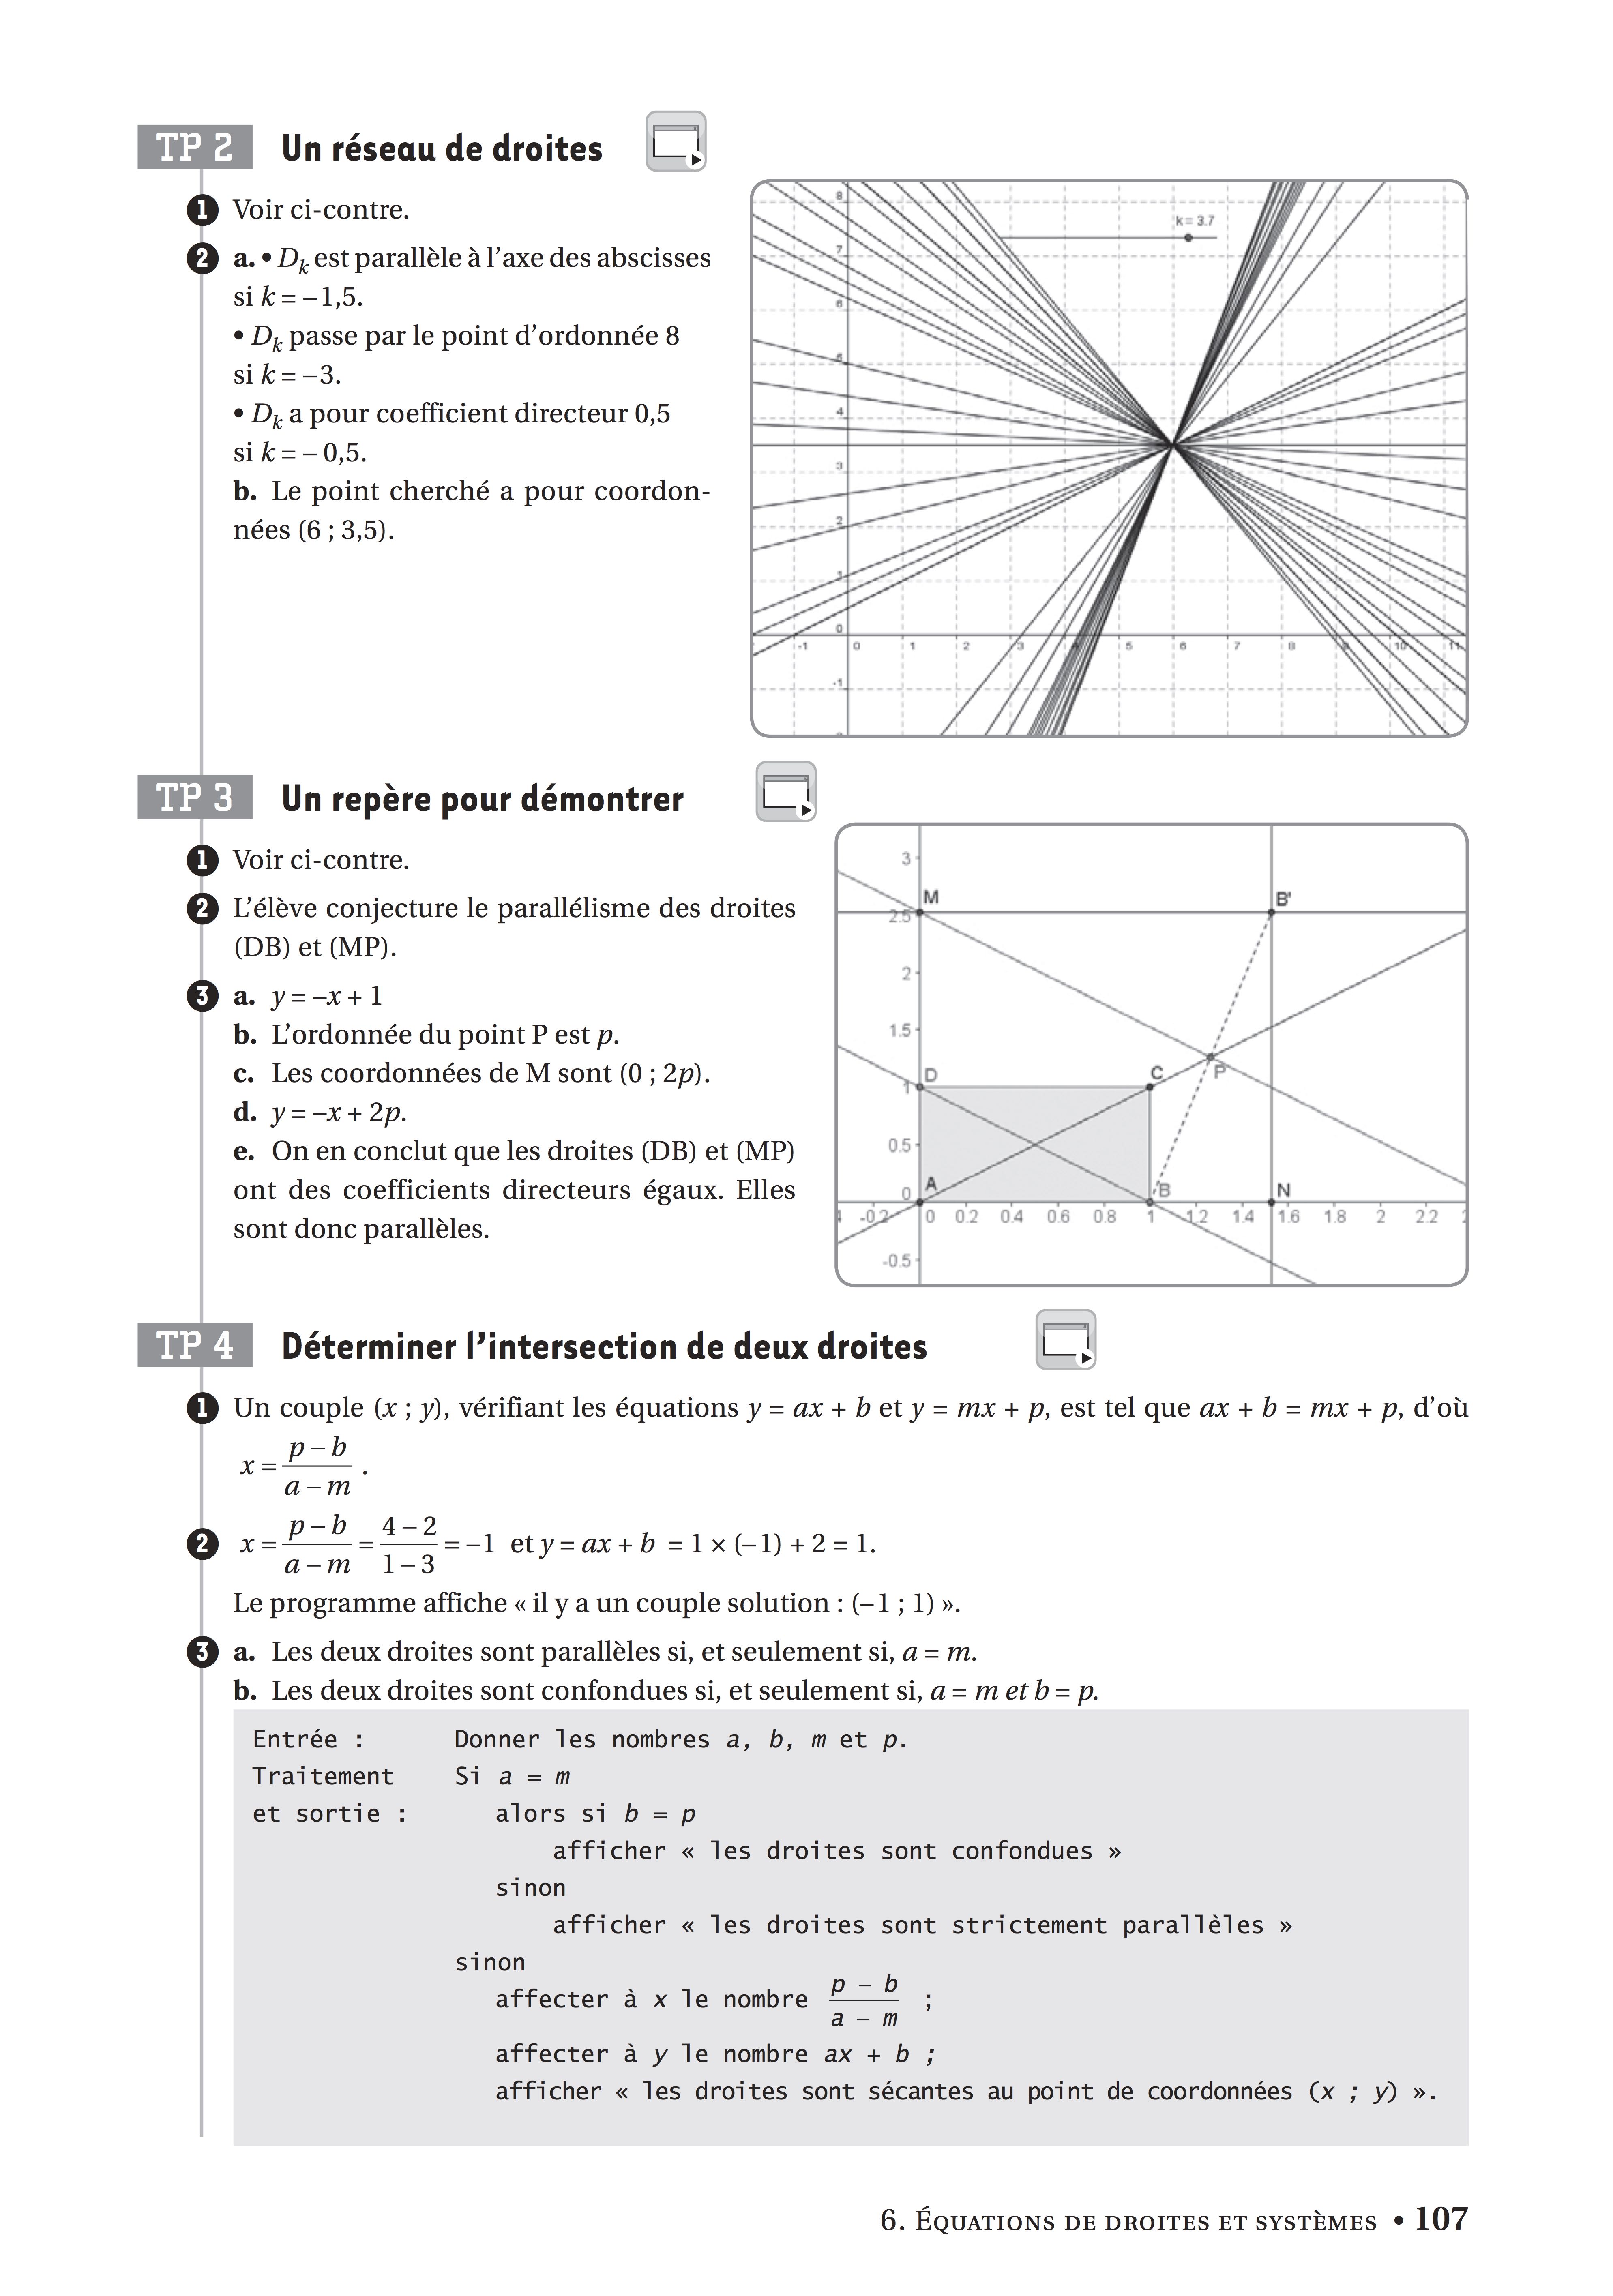 TP 2 Un réseau de droites
1 Voir ci-contre.
2 a. • Dk est parallèle à l'axe des abscisses
si k = –1,5.
• Dk passe par le point d'ordonnée 8
si k = –3.
• Dk a pour coefficient directeur 0,5
si k = – 0,5.
b. Le point cherché a pour coordon-
nées (6 ; 3,5).
k = 3.7
8
7
6
5
4
3
2
1
0
-1
-1 0 1 2 3 4 5 6 7 8 9 10 11
TP 3 Un repère pour démontrer
1 Voir ci-contre.
2 L'élève conjecture le parallélisme des droites
(DB) et (MP).
3 a. y = –x + 1
b. L'ordonnée du point P est p.
c. Les coordonnées de M sont (0 ; 2p).
d. y = –x + 2p.
e. On en conclut que les droites (DB) et (MP)
ont des coefficients directeurs égaux. Elles
sont donc parallèles.
3
M B'
2.5
2
1.5
P
D C
1
0.5
A B N
0
-0.2 0 0.2 0.4 0.6 0.8 1 1.2 1.4 1.6 1.8 2 2.2
-0.5
TP 4 Déterminer l'intersection de deux droites
1 Un couple (x ; y), vérifiant les équations y = ax + b et y = mx + p, est tel que ax + b = mx + p, d'où
x = (p – b)/(a – m) .
2 x = (p – b)/(a – m) = (4 – 2)/(1 – 3) = –1 et y = ax + b = 1 × (–1) + 2 = 1.
Le programme affiche « il y a un couple solution : (–1 ; 1) ».
3 a. Les deux droites sont parallèles si, et seulement si, a = m.
b. Les deux droites sont confondues si, et seulement si, a = m et b = p.
Entrée : Donner les nombres a, b, m et p.
Traitement Si a = m
et sortie : alors si b = p
afficher « les droites sont confondues »
sinon
afficher « les droites sont strictement parallèles »
sinon
affecter à x le nombre (p – b)/(a – m) ;
affecter à y le nombre ax + b ;
afficher « les droites sont sécantes au point de coordonnées (x ; y) ».
6. ÉQUATIONS DE DROITES ET SYSTÈMES • 107